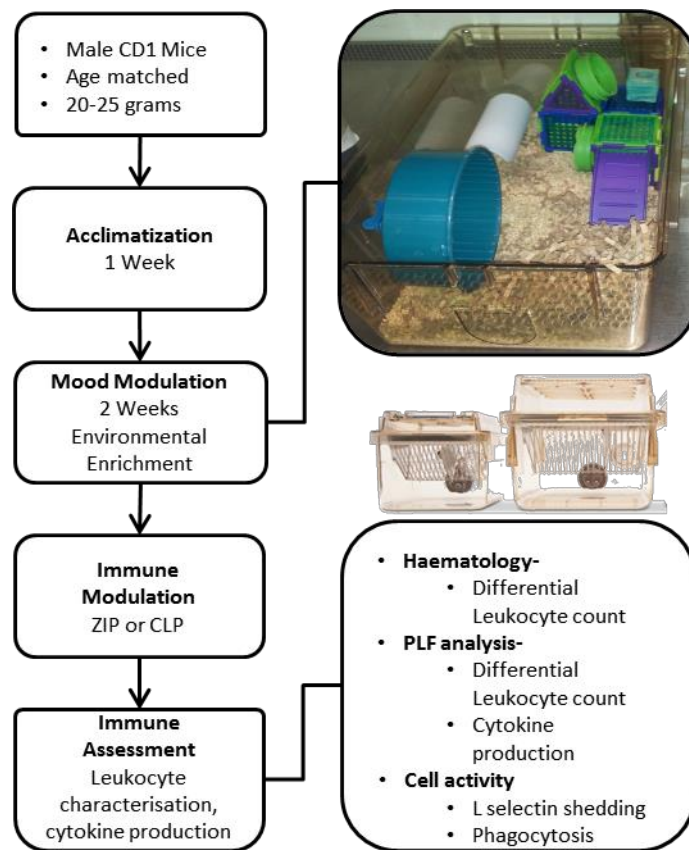 • Male CD1 Mice
• Age matched
• 20-25 grams
Acclimatization
1 Week
Mood Modulation
2 Weeks
Environmental
Enrichment
Immune
Modulation
ZIP or CLP
Immune
Assessment
Leukocyte
characterisation,
cytokine production
• Haematology-
• Differential
Leukocyte count
• PLF analysis-
• Differential
Leukocyte count
• Cytokine
production
• Cell activity
• L selectin shedding
• Phagocytosis